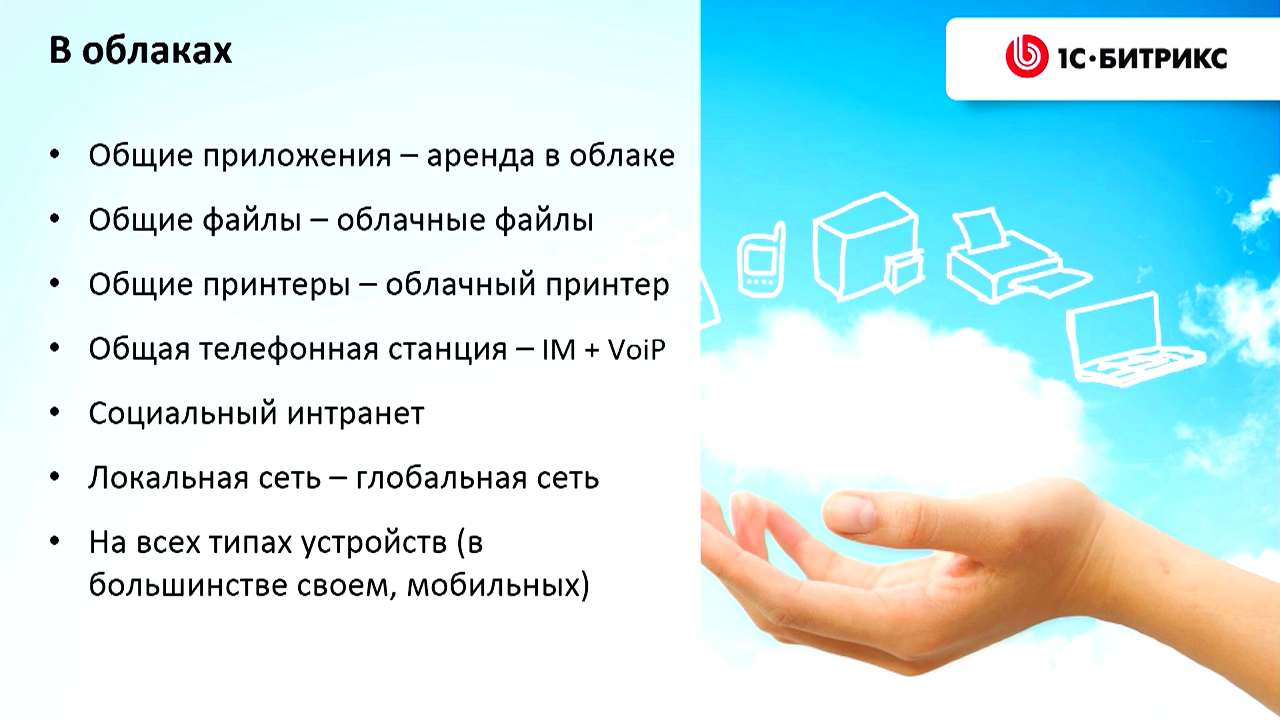 В облаках
1С•БИТРИКС
• Общие приложения – аренда в облаке
• Общие файлы – облачные файлы
• Общие принтеры – облачный принтер
• Общая телефонная станция – IM + VoiP
• Социальный интранет
• Локальная сеть – глобальная сеть
• На всех типах устройств (в
большинстве своем, мобильных)